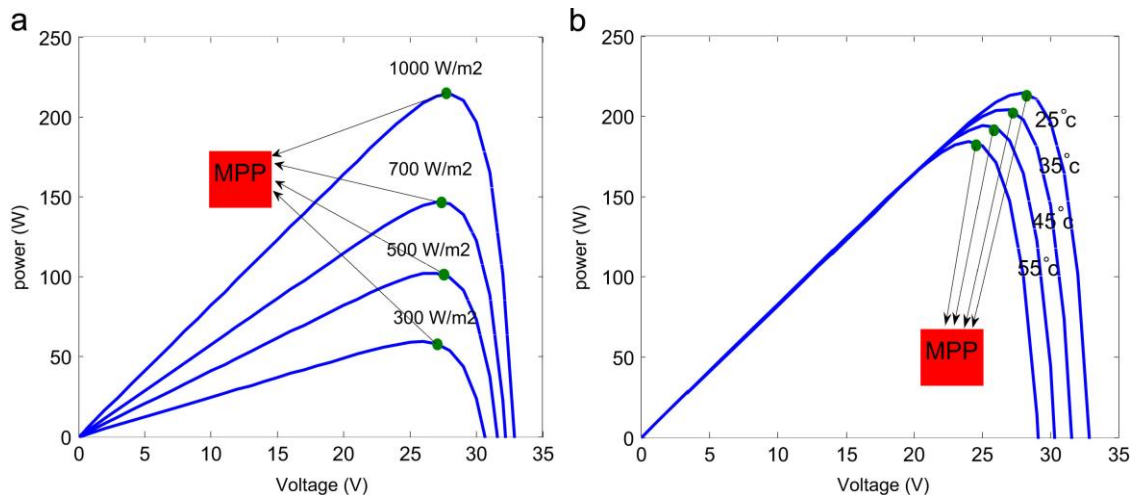 a
250
200
150
100
50
0
power (W)
1000 W/m2
700 W/m2
500 W/m2
300 W/m2
MPP
0 5 10 15 20 25 30 35
Voltage (V)
b
250
200
150
100
50
0
power (W)
25°c
35°c
45°c
55°c
MPP
0 5 10 15 20 25 30 35
Voltage (V)